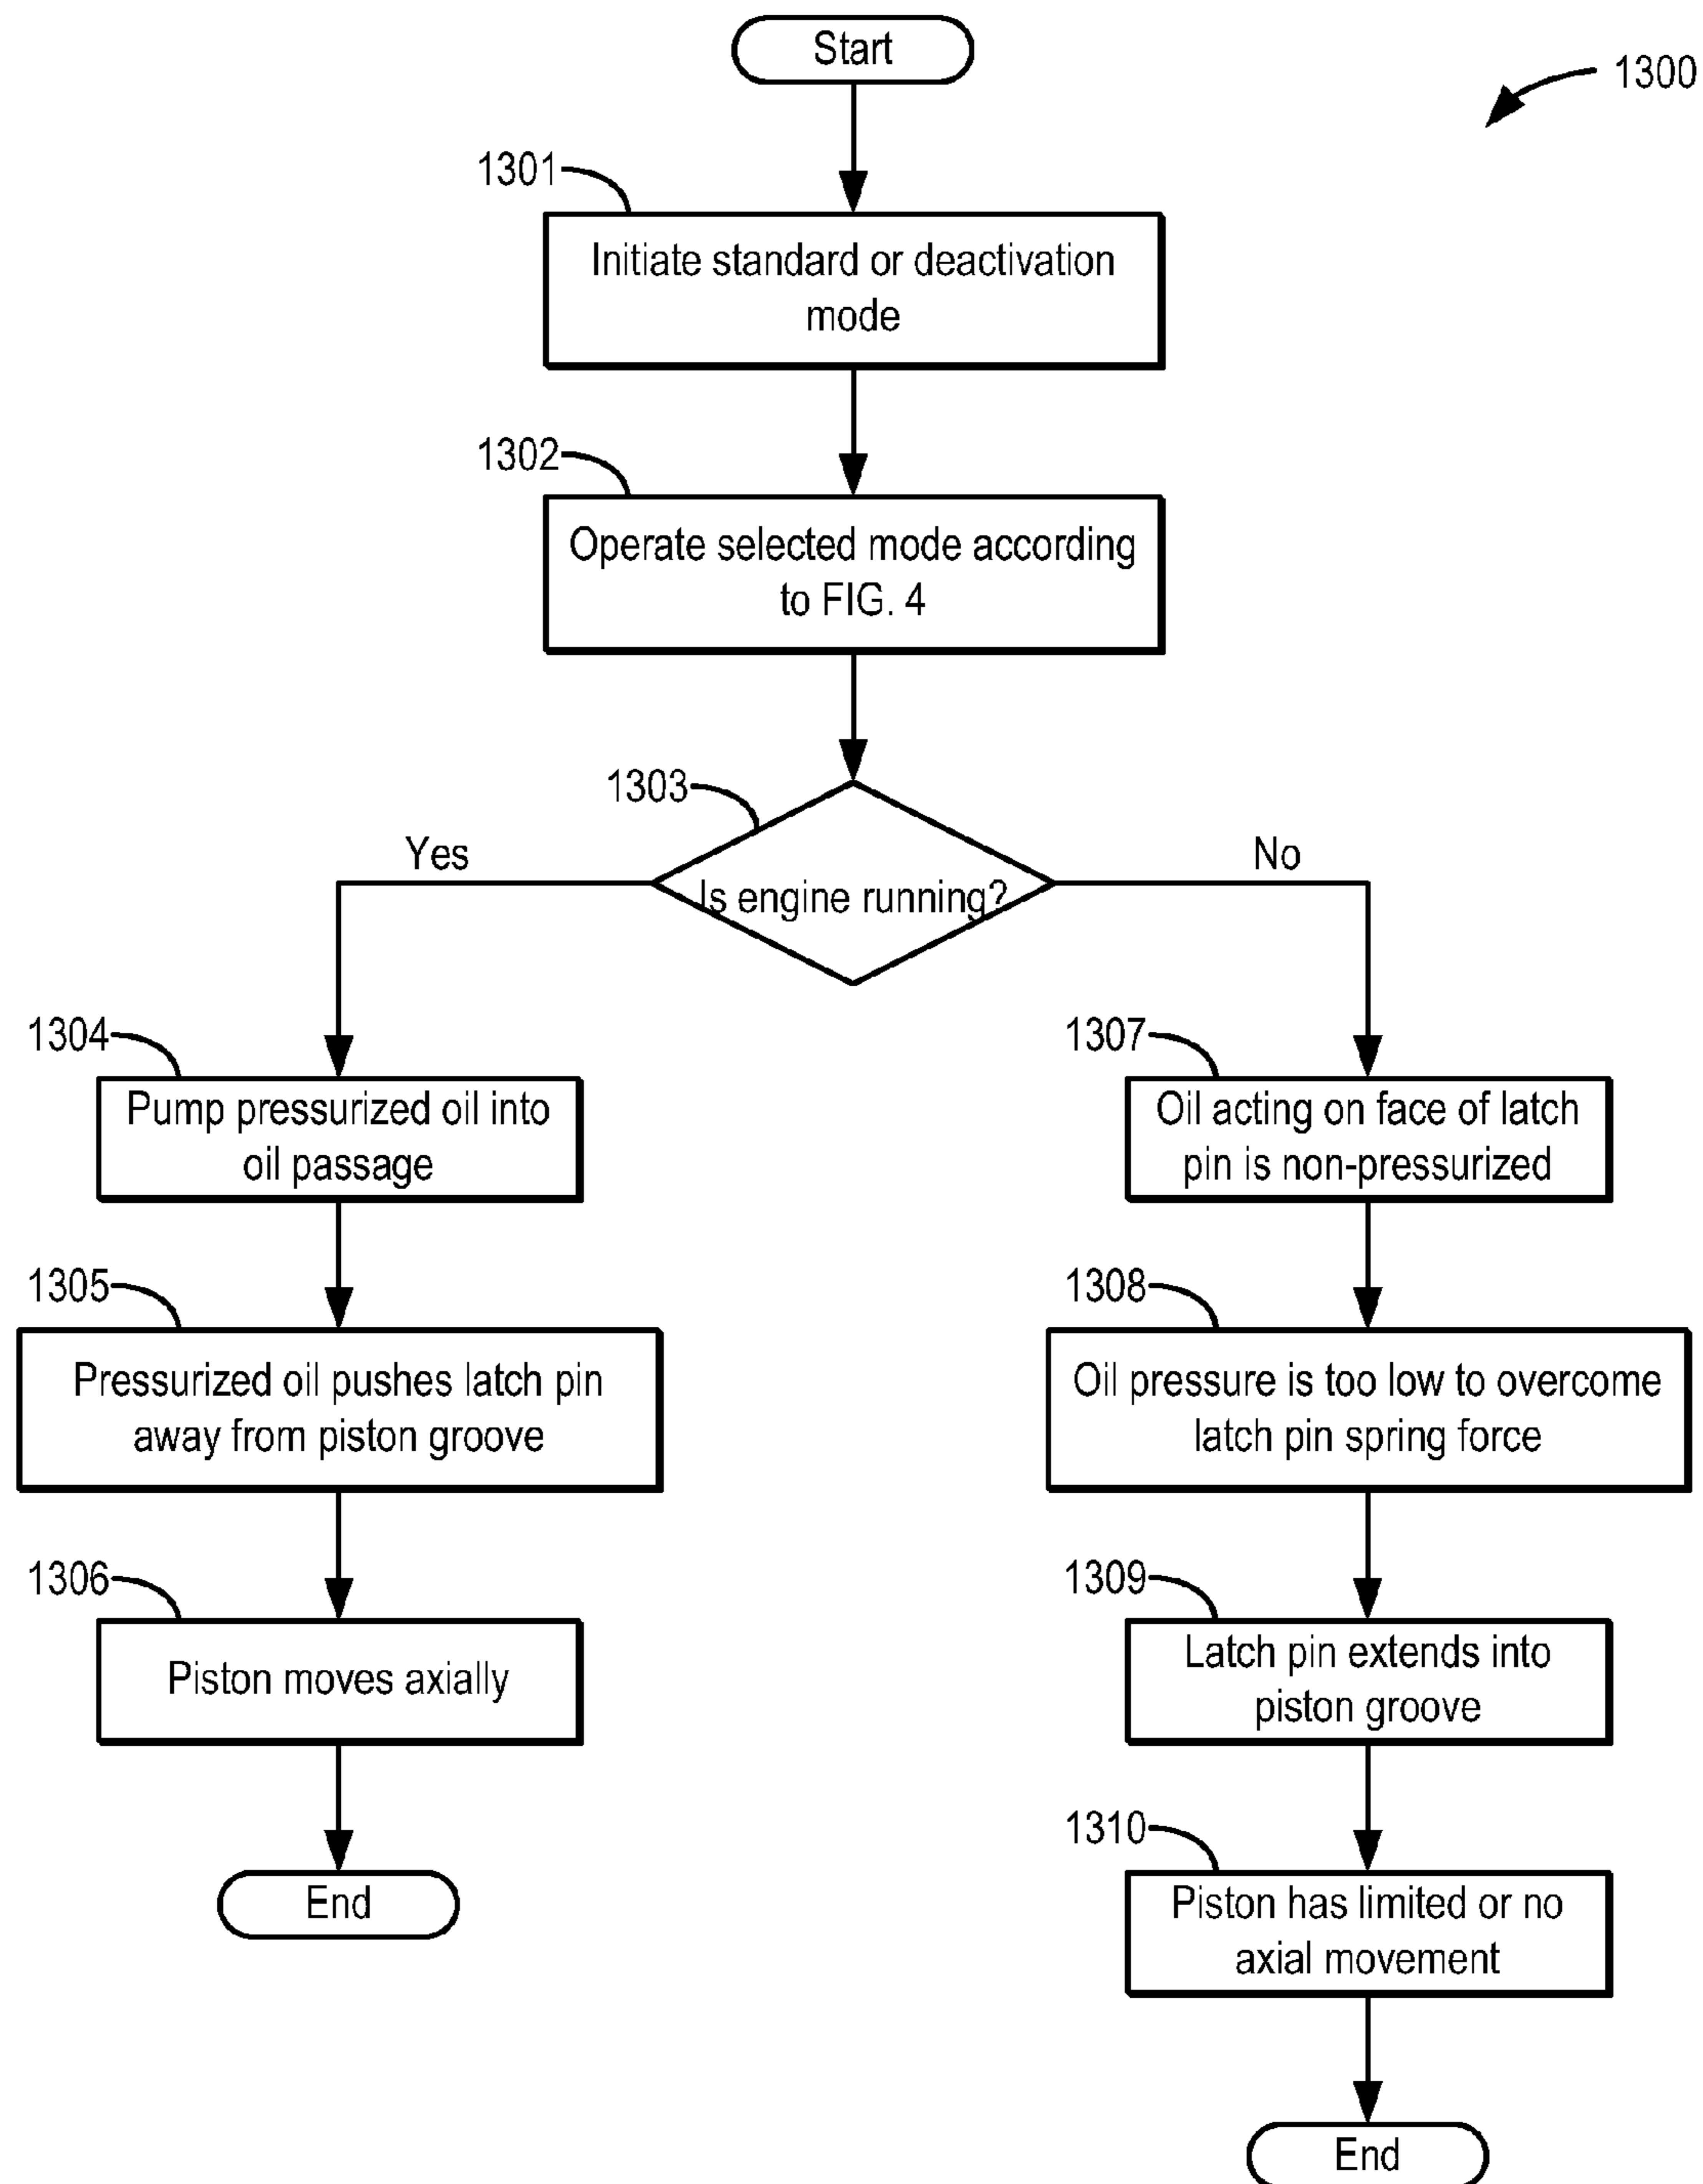 Start
1300
1301
Initiate standard or deactivation
mode
1302
Operate selected mode according
to FIG. 4
1303
Yes
No
Is engine running?
1304
Pump pressurized oil into
oil passage
1305
Pressurized oil pushes latch pin
away from piston groove
1306
Piston moves axially
End
1307
Oil acting on face of latch
pin is non-pressurized
1308
Oil pressure is too low to overcome
latch pin spring force
1309
Latch pin extends into
piston groove
1310
Piston has limited or no
axial movement
End